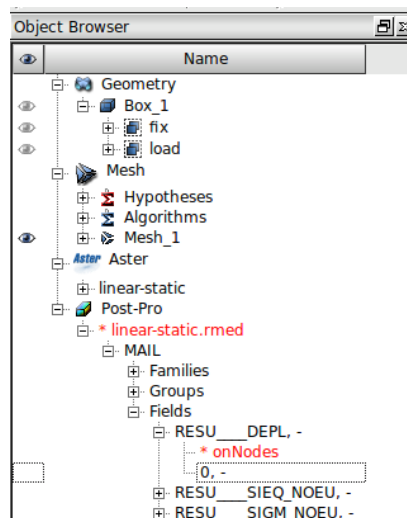 Object Browser
Name
Geometry
Box_1
fix
load
Mesh
Hypotheses
Algorithms
Mesh_1
Aster Aster
linear-static
Post-Pro
* linear-static.rmed
MAIL
Families
Groups
Fields
RESU____DEPL, -
* onNodes
0, -
RESU____SIEQ_NOEU, -
RESU____SIGM_NOEU, -